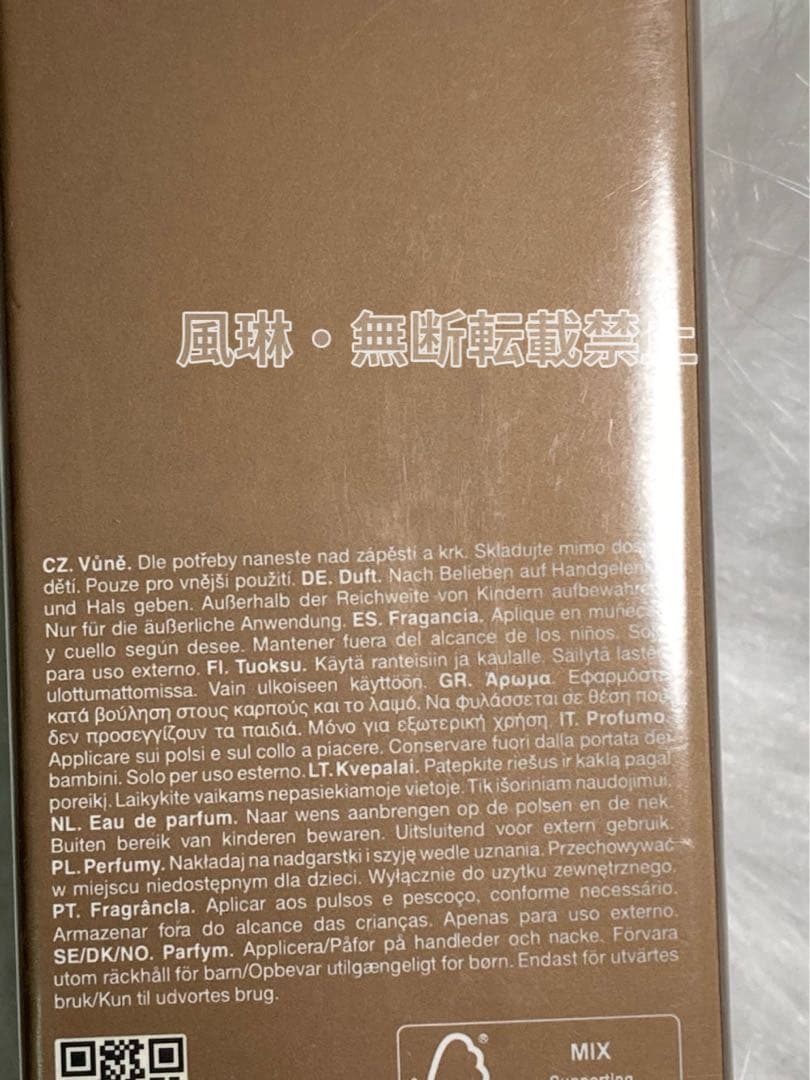 風琳・無断転載禁止
CZ. Vůně. Dle potřeby naneste nad zápěstí a krk. Skladujte mimo
dětí. Pouze pro vnější použití. DE. Duft. Nach Belieben auf
und Hals geben. Außerhalb der Reichweite von Kindern
Nur für die äußerliche Anwendung. ES. Fragancia. Aplique en
y cuello según desee. Mantener fuera del alcance de los niños.
para uso externo. FI. Tuoksu. Käytä ranteisiin ja kaulalle. Säilytä
ulottumattomissa. Vain ulkoiseen käyttöön. GR. Άρωμα. Εφαρμόστε
κατά βούληση στους καρπούς και το λαιμό. Να φυλάσσεται σε θέση που
δεν προσεγγίζουν τα παιδιά. Μόνο για εξωτερική χρήση. IT. Profumo.
Applicare sui polsi e sul collo a piacere. Conservare fuori dalla portata dei
bambini. Solo per uso esterno. LT. Kvepalai. Patepkite riešus ir kaklą pagal
poreikį. Laikykite vaikams nepasiekiamoje vietoje. Tik išoriniam naudojimui.
NL. Eau de parfum. Naar wens aanbrengen op de polsen en de nek.
Buiten bereik van kinderen bewaren. Uitsluitend voor extern gebruik.
PL. Perfumy. Nakładaj na nadgarstki i szyję wedle uznania. Przechowywać
w miejscu niedostępnym dla dzieci. Wyłącznie do uzytku zewnętrznego.
PT. Fragrância. Aplicar aos pulsos e pescoço, conforme necessário.
Armazenar fora do alcance das crianças. Apenas para uso externo.
SE/DK/NO. Parfym. Applicera/Påfør på handleder och nacke. Förvara
utom räckhåll för barn/Opbevar utilgængeligt for børn. Endast för utvärtes
bruk/Kun til udvortes brug.
®
MIX
Supporting